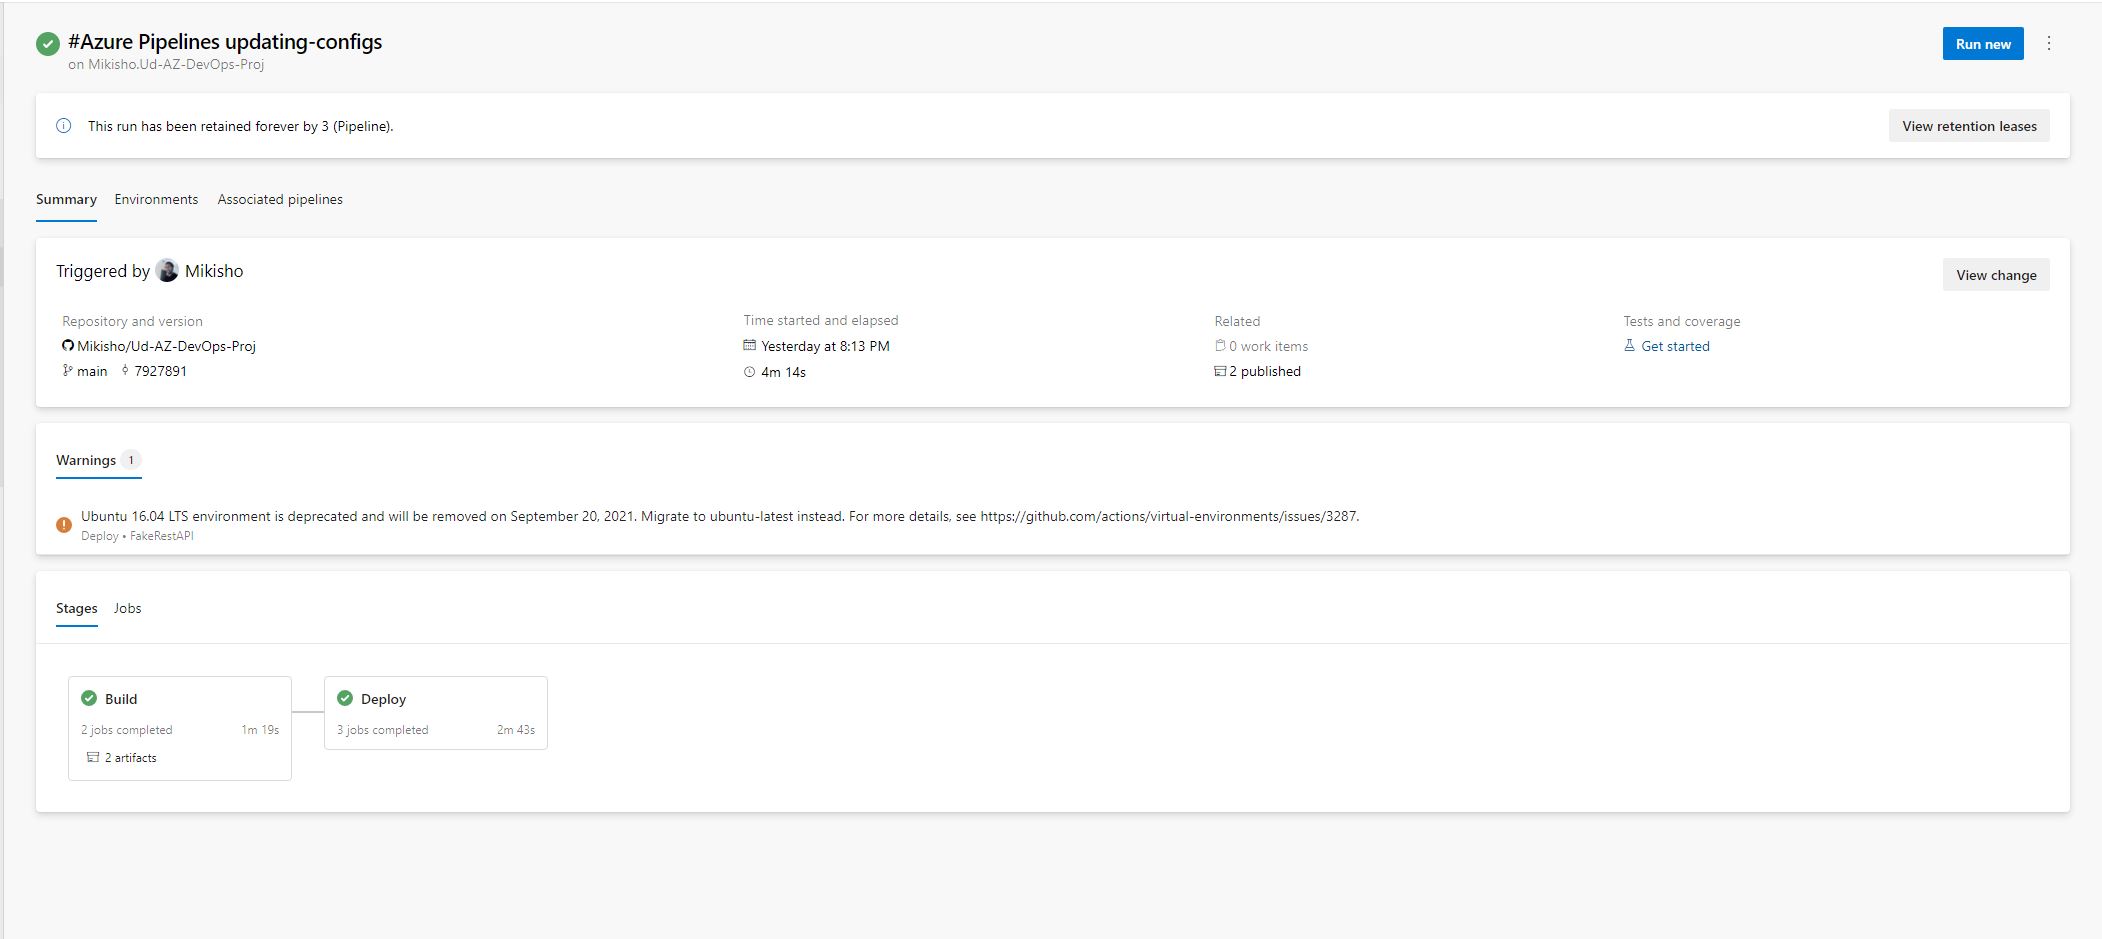 #Azure Pipelines updating-configs
on Mikisho.Ud-AZ-DevOps-Proj
Run new
This run has been retained forever by 3 (Pipeline).
View retention leases
Summary Environments Associated pipelines
Triggered by Mikisho
View change
Repository and version
Mikisho/Ud-AZ-DevOps-Proj
main 7927891
Time started and elapsed
Yesterday at 8:13 PM
4m 14s
Related
0 work items
2 published
Tests and coverage
Get started
Warnings 1
Ubuntu 16.04 LTS environment is deprecated and will be removed on September 20, 2021. Migrate to ubuntu-latest instead. For more details, see https://github.com/actions/virtual-environments/issues/3287.
Deploy • FakeRestAPI
Stages Jobs
Build
2 jobs completed 1m 19s
2 artifacts
Deploy
3 jobs completed 2m 43s